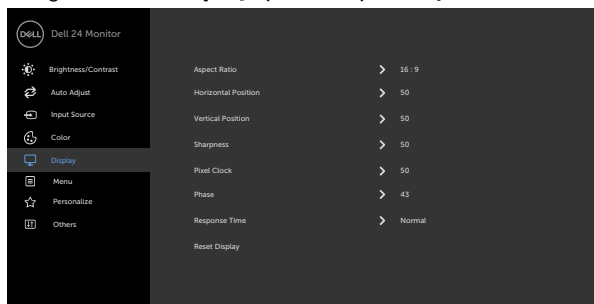 DELL Dell 24 Monitor
Brightness/Contrast
Auto Adjust
Input Source
Color
Display
Menu
Personalize
Others
Aspect Ratio 16 : 9
Horizontal Position 50
Vertical Position 50
Sharpness 50
Pixel Clock 50
Phase 43
Response Time Normal
Reset Display